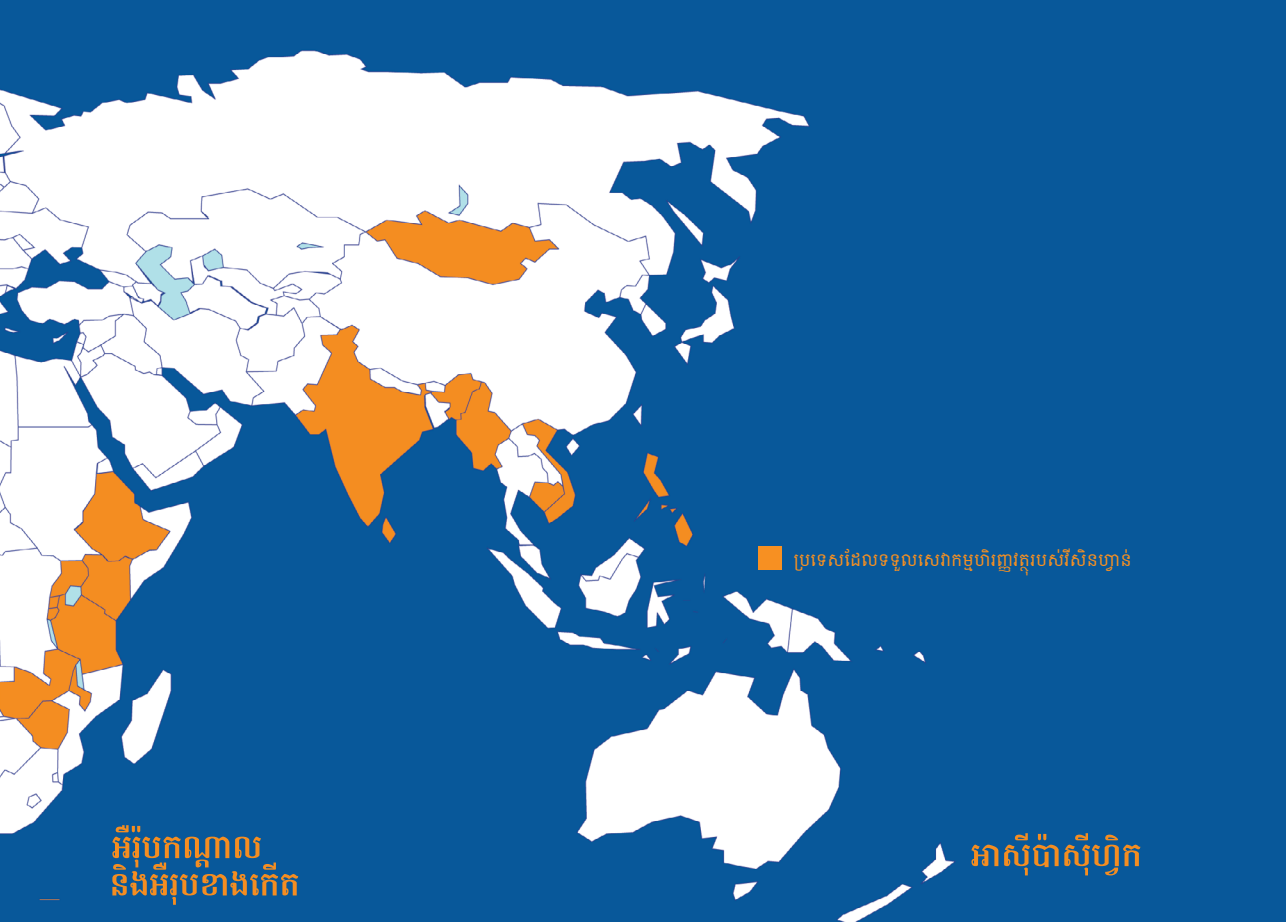 ប្រទេសដែលទទួលសេវាកម្មហិរញ្ញវត្ថុរបស់វីសិនហ្វាន់
អឺរ៉ុបកណ្តាល
និងអឺរុបខាងកើត
អាស៊ីប៉ាស៊ីហ្វិក